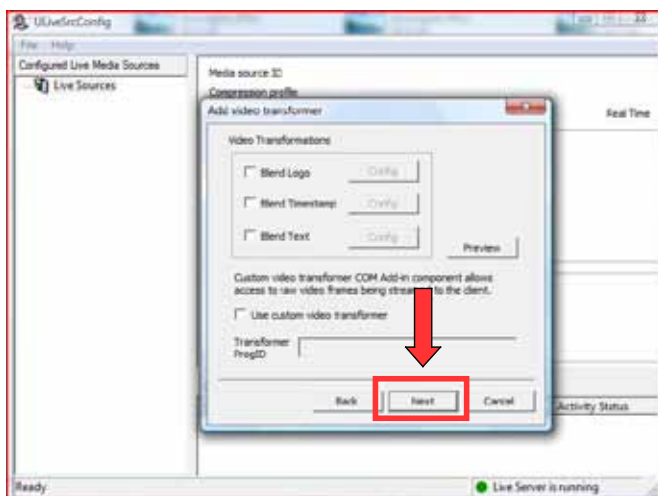 ULiveSrcConfig
File Help
Configured Live Media Sources
Live Sources
Media source ID
Compression profile
Real Time
Add video transformer
Video Transformations
Blend Logo
Config
Blend Timestamp
Config
Blend Text
Config
Preview
Custom video transformer COM Add-in component allows
access to raw video frames being streamed to the client.
Use custom video transformer
Transformer
ProgID
Back
Next
Cancel
Activity Status
Ready
Live Server is running